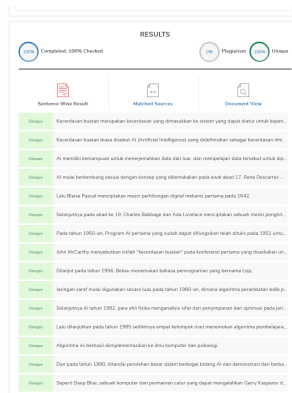 RESULTS
100% Completed: 100% Checked
0% Plagiarism 100% Unique
Sentence Wise Result Matched Sources Document View
Unique Kecerdasan buatan merupakan kecerdasan yang dimasukkan ke sistem yang dapat diatur untuk kepen...
Unique Kecerdasan buatan biasa disebut AI (Artificial Intelligence) yang didefinisikan sebagai kecerdasan ilmi...
Unique AI memiliki kemampuan untuk menerjemahkan data dari luar, dan mempelajari data tersebut untuk dip...
Unique AI mulai berkembang sesuai dengan konsep yang dikemukakan pada awal abad 17, Rene Descartes ...
Unique Lalu Blaise Pascal menciptakan mesin perhitungan digital mekanis pertama pada 1642.
Unique Selanjutnya pada abad ke 19, Charles Babbage dan Ada Lovelace menciptakan sebuah mesin penghit...
Unique Pada tahun 1950-an, Program AI pertama yang sudah dapat difungsikan telah ditulis pada 1951 untu...
Unique John McCarthy menyebutkan istilah "kecerdasan buatan" pada konferensi pertama yang disediakan un...
Unique Dilanjut pada tahun 1956, Beliau menemukan bahasa pemrograman yang bernama Lisp.
Unique Jaringan saraf mulai digunakan secara luas pada tahun 1980-an, dimana algoritma perambatan balik p...
Unique Selanjutnya di tahun 1982, para ahli fisika menganalisis sifat dari penyimpanan dan optimasi pada jari...
Unique Lalu dilanjutkan pada tahun 1985 sedikitnya empat kelompok riset menemukan algoritma pembelajara...
Unique Algoritma ini berhasil diimplementasikan ke ilmu komputer dan psikologi.
Unique Dan pada tahun 1990, ditandai perolehan besar dalam berbagai bidang AI dan demonstrasi dari berba...
Unique Seperti Deep Blue, sebuah komputer dari permainan catur yang dapat mengalahkan Garry Kasparov d...